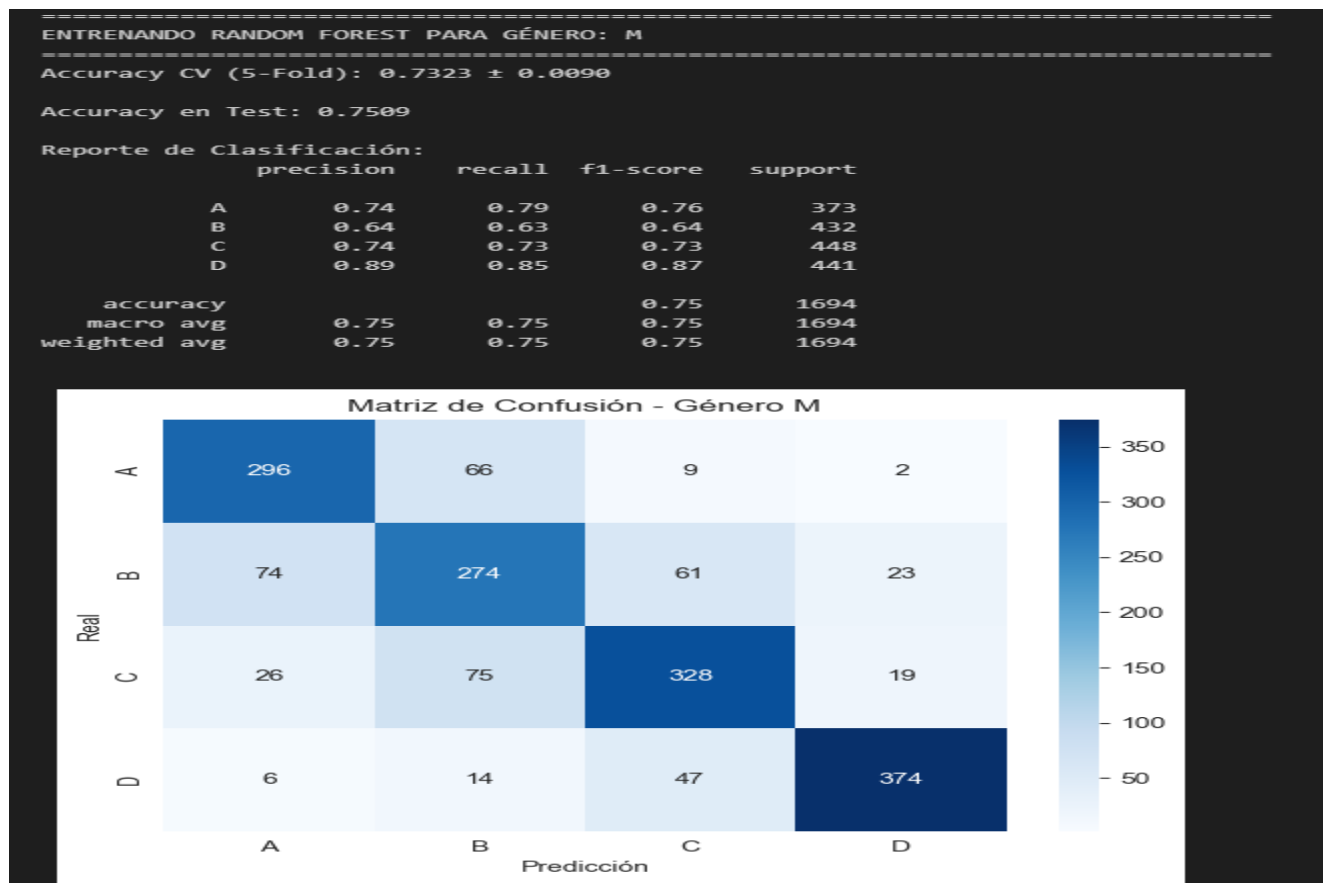 ================================================================================
ENTRENANDO RANDOM FOREST PARA GÉNERO: M
================================================================================
Accuracy CV (5-Fold): 0.7323 ± 0.0090
Accuracy en Test: 0.7509
Reporte de Clasificación:
precision recall f1-score support
A 0.74 0.79 0.76 373
B 0.64 0.63 0.64 432
C 0.74 0.73 0.73 448
D 0.89 0.85 0.87 441
accuracy 0.75 1694
macro avg 0.75 0.75 0.75 1694
weighted avg 0.75 0.75 0.75 1694
Matriz de Confusión - Género M
A 296 66 9 2
B 74 274 61 23
C 26 75 328 19
D 6 14 47 374
A B C D
Real
Predicción
350
300
250
200
150
100
50